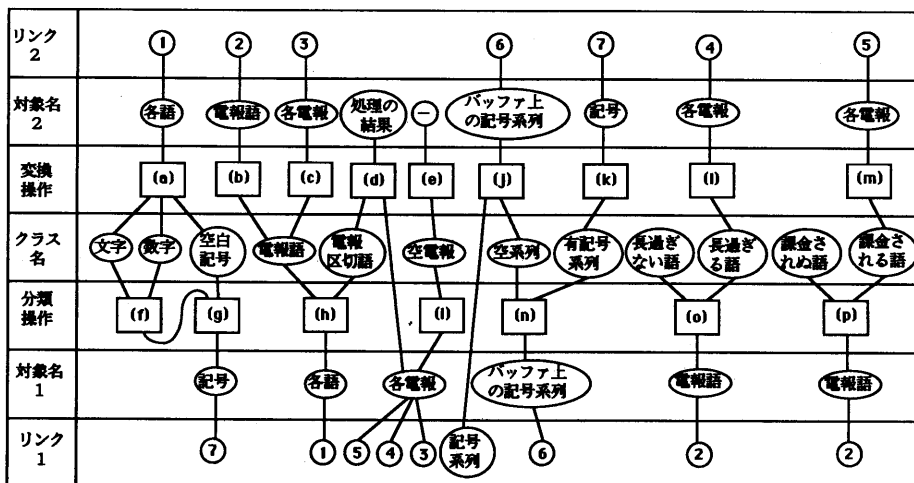 リンク
2
① ② ③ ⑥ ⑦ ④ ⑤
対象名
2
各語 電報語 各電報 処理の
結果 − バッファ上
の記号系列 記号 各電報 各電報
変換
操作
(a) (b) (c) (d) (e) (j) (k) (l) (m)
クラス
名
文字 数字 空白
記号 電報語 電報
区切語 空電報 空系列 有記号
系列 長過ぎ
ない語 長過ぎ
る語 課金さ
れぬ語 課金さ
れる語
分類
操作
(f) (g) (h) (i) (n) (o) (p)
対象名
1
記号 各語 各電報 バッファ上
の記号系列 電報語 電報語
リンク
1
⑦ ① ⑤ ④ ③ 記号
系列 ⑥ ② ②